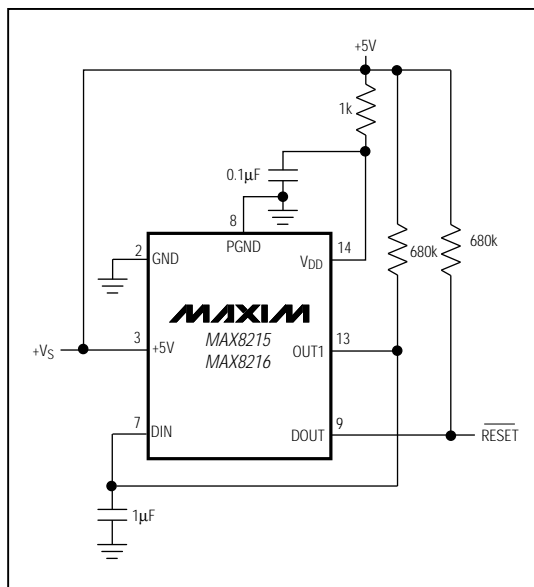 +5V
1k
0.1µF
8
PGND
2
GND
14
VDD
680k
680k
MAXIM
MAX8215
MAX8216
+VS
3
+5V
13
OUT1
7
DIN
9
DOUT
RESET
1µF